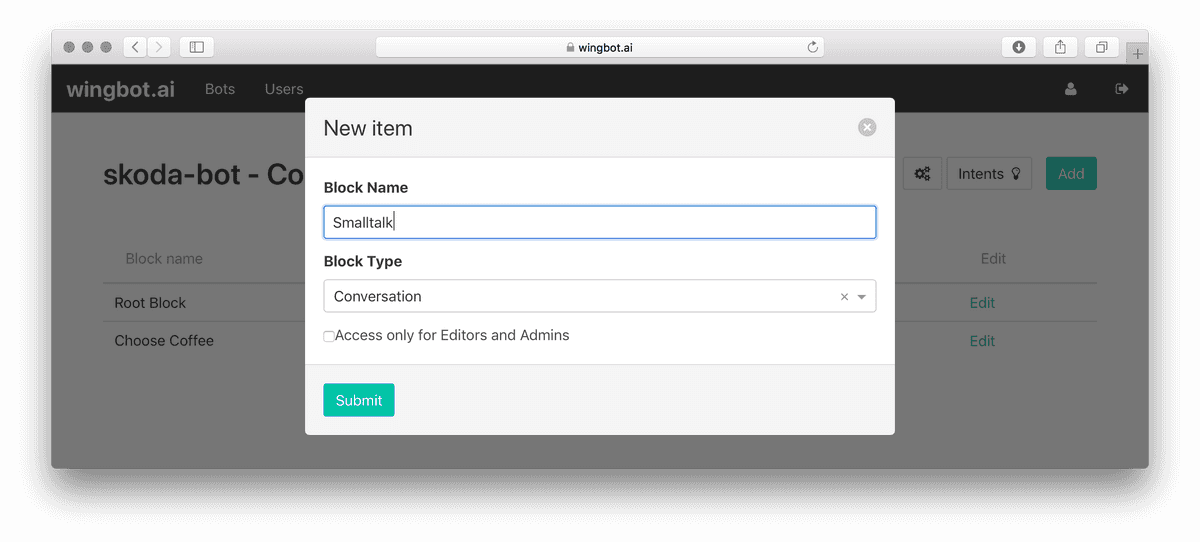 wingbot.ai
wingbot.ai Bots Users
New item
skoda-bot - Co
Intents
Add
Block Name
Smalltalk
Block Type
Conversation
Access only for Editors and Admins
Submit
Block name Edit
Root Block Edit
Choose Coffee Edit